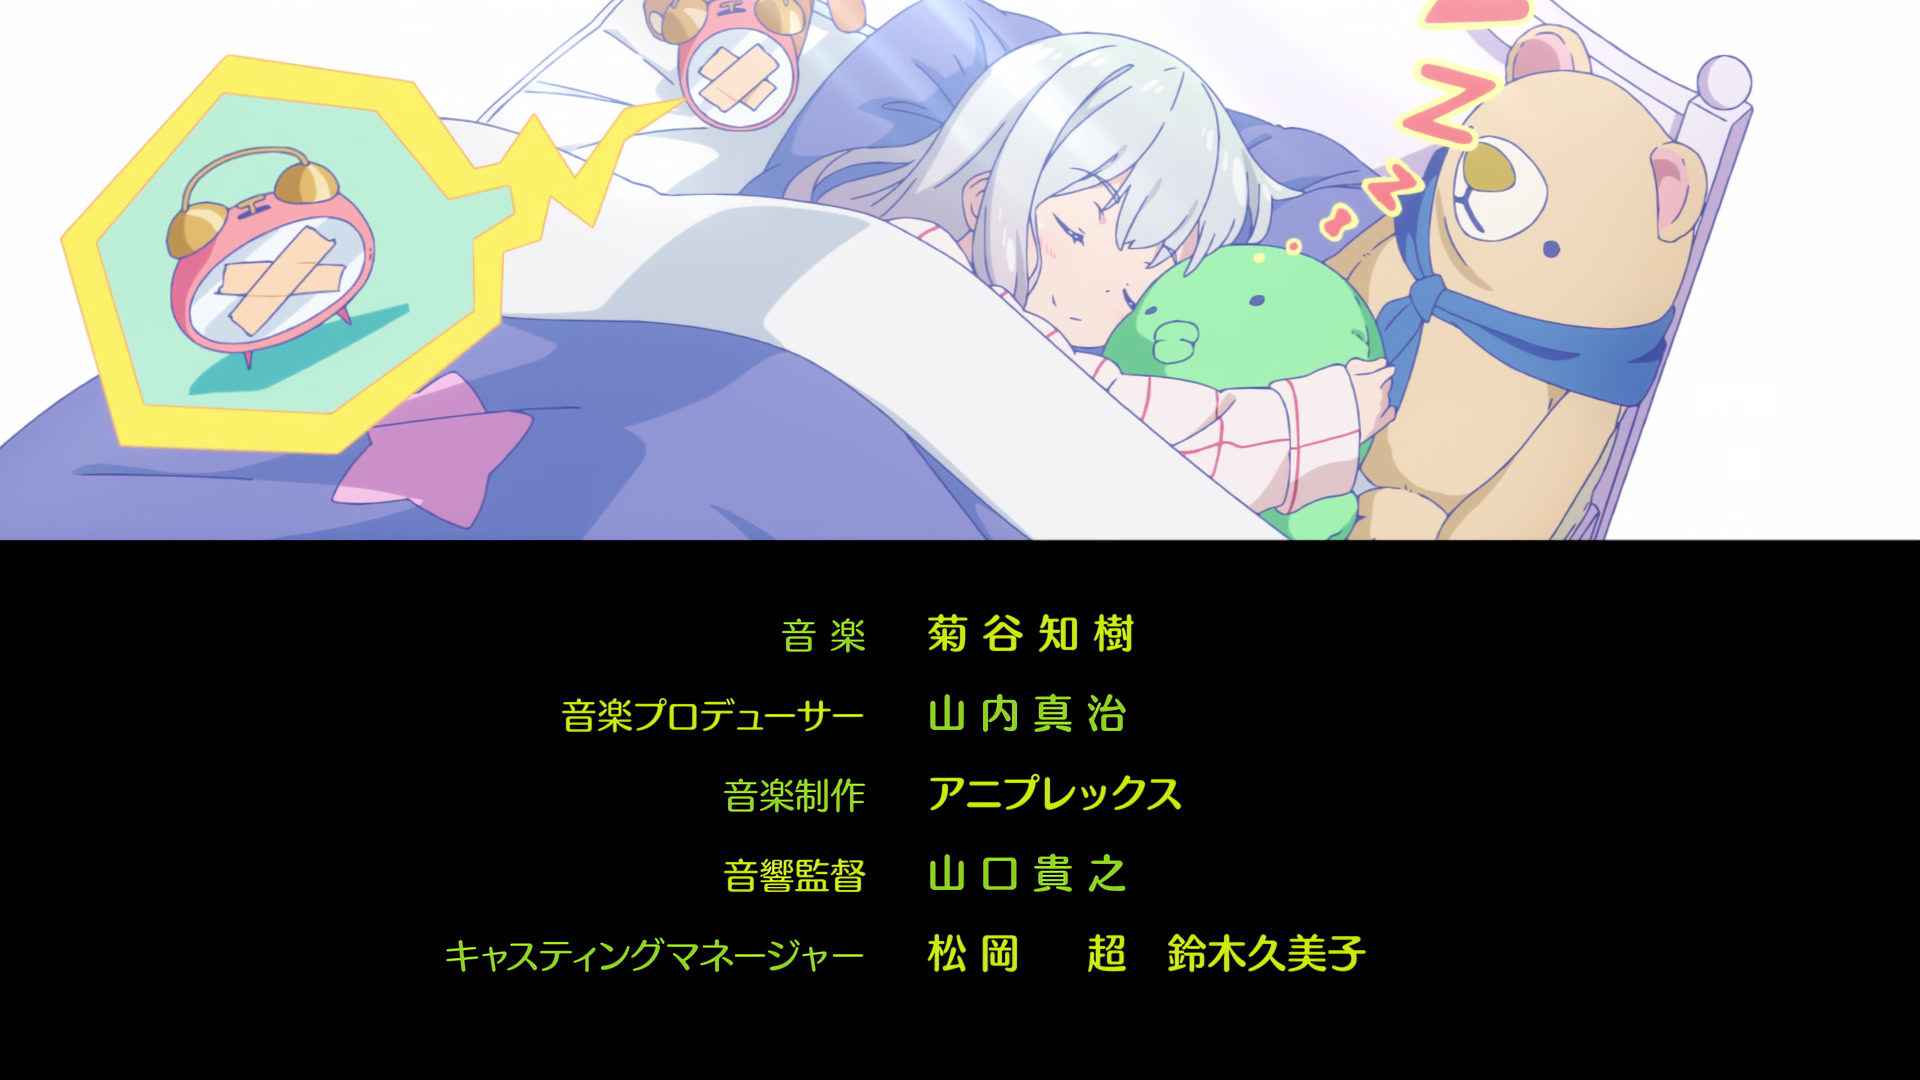 Z
Z
Z
音楽 菊谷知樹
音楽プロデューサー 山内真治
音楽制作 アニプレックス
音響監督 山口貴之
キャスティングマネージャー 松岡 超 鈴木久美子